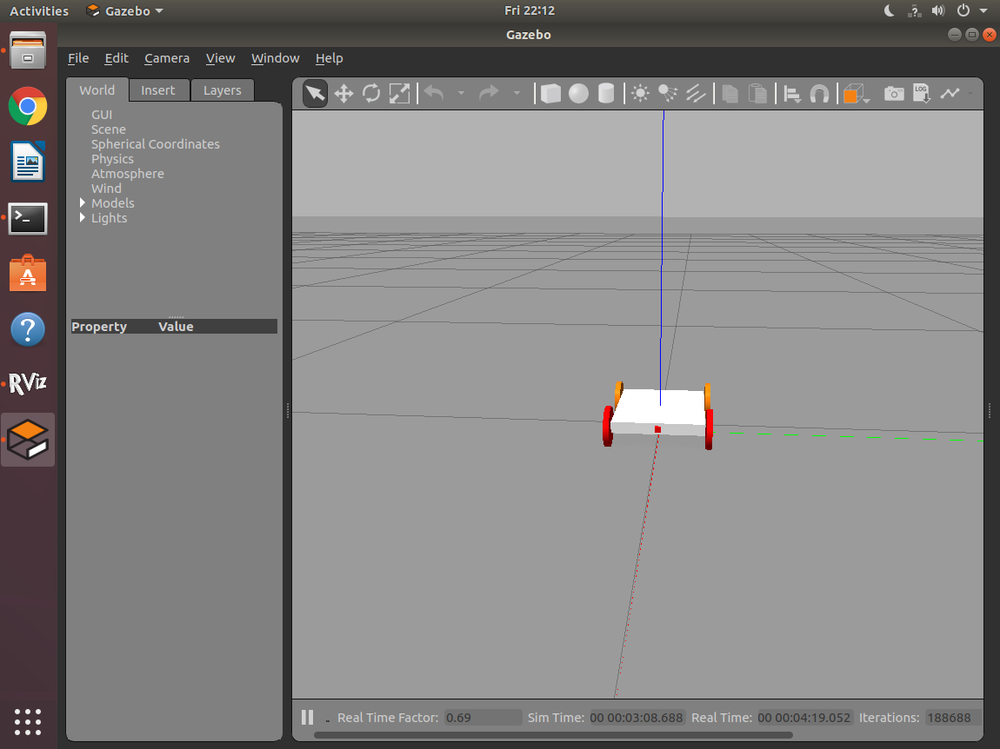 Activities Gazebo Fri 22:12
Gazebo
File Edit Camera View Window Help
World Insert Layers
LOG
GUI
Scene
Spherical Coordinates
Physics
Atmosphere
Wind
Models
Lights
Property Value
RViz
Real Time Factor: 0.69 Sim Time: 00 00:03:08.688 Real Time: 00 00:04:19.052 Iterations: 188688